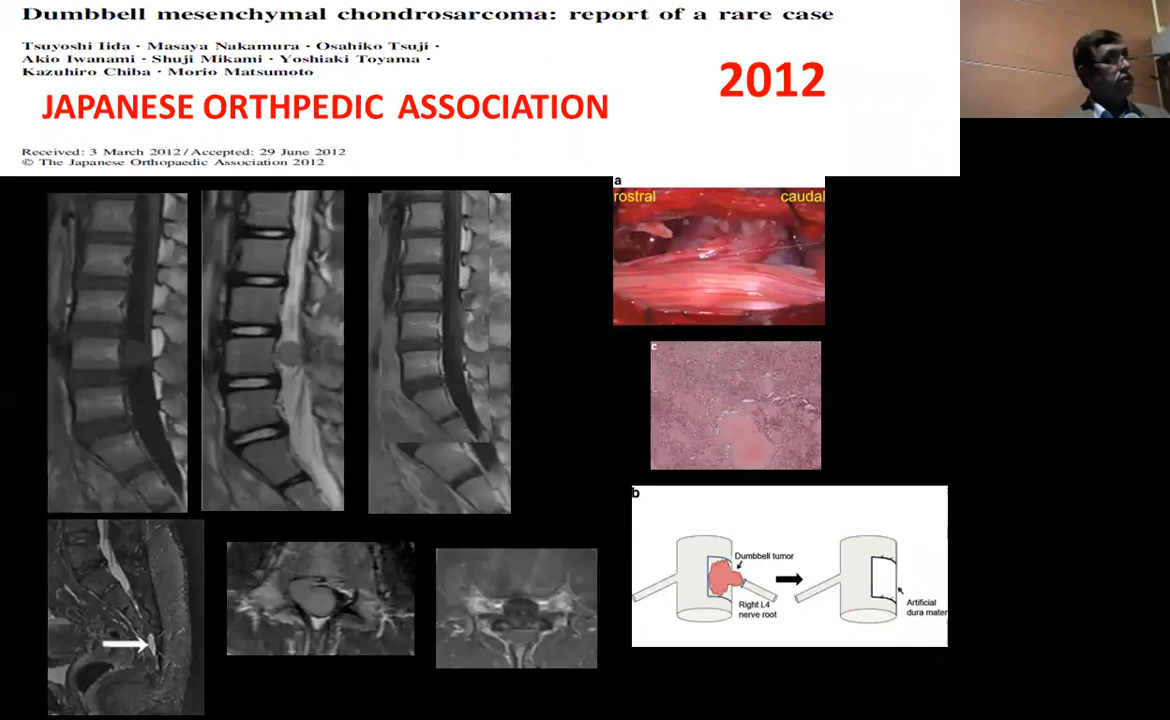 Dumbbell mesenchymal chondrosarcoma: report of a rare case
Tsuyoshi Iida · Masaya Nakamura · Osahiko Tsuji ·
Akio Iwanami · Shuji Mikami · Yoshiaki Toyama ·
Kazuhiro Chiba · Morio Matsumoto
2012
JAPANESE ORTHPEDIC ASSOCIATION
Received: 3 March 2012 / Accepted: 29 June 2012
© The Japanese Orthopaedic Association 2012
a
rostral
caudal
c
b
Dumbbell tumor
Right L4
nerve root
Artificial
dura mater